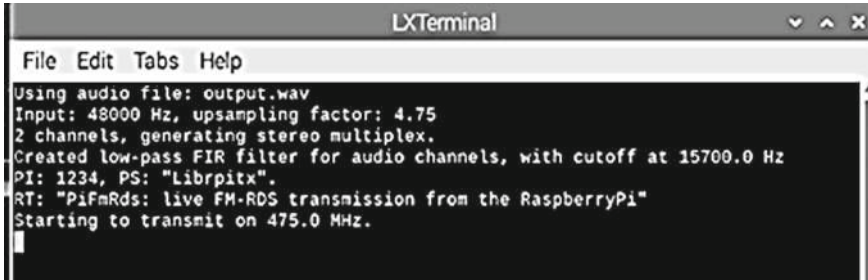 LXTerminal
File Edit Tabs Help
Using audio file: output.wav
Input: 48000 Hz, upsampling factor: 4.75
2 channels, generating stereo multiplex.
Created low-pass FIR filter for audio channels, with cutoff at 15700.0 Hz
PI: 1234, PS: "Librpitx".
RT: "PiFmRds: live FM-RDS transmission from the RaspberryPi"
Starting to transmit on 475.0 MHz.